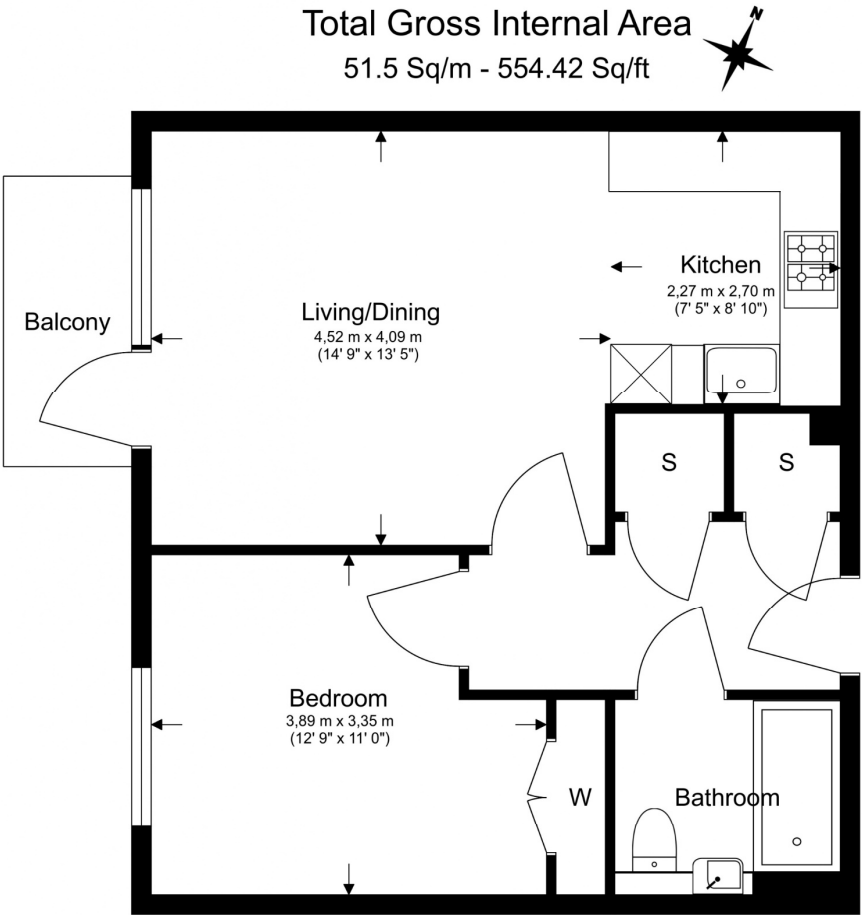 Total Gross Internal Area
51.5 Sq/m - 554.42 Sq/ft
N
Kitchen
2,27 m x 2,70 m
(7' 5" x 8' 10")
Living/Dining
4,52 m x 4,09 m
(14' 9" x 13' 5")
Balcony
S
S
Bedroom
3,89 m x 3,35 m
(12' 9" x 11' 0")
W
Bathroom